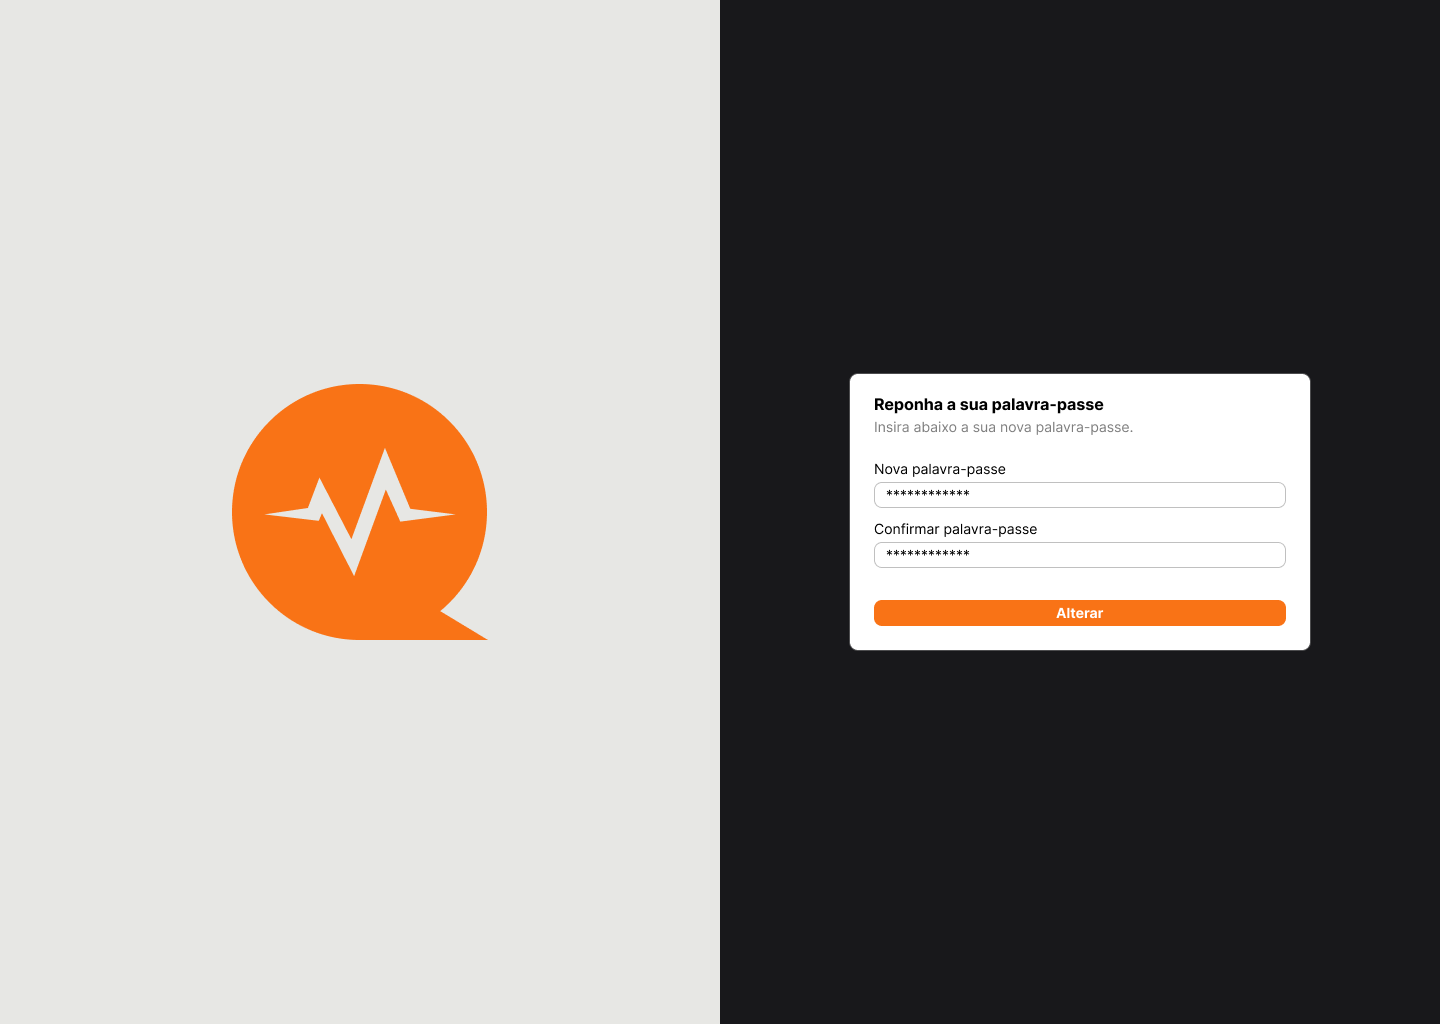 Reponha a sua palavra-passe
Insira abaixo a sua nova palavra-passe.
Nova palavra-passe
************
Confirmar palavra-passe
************
Alterar